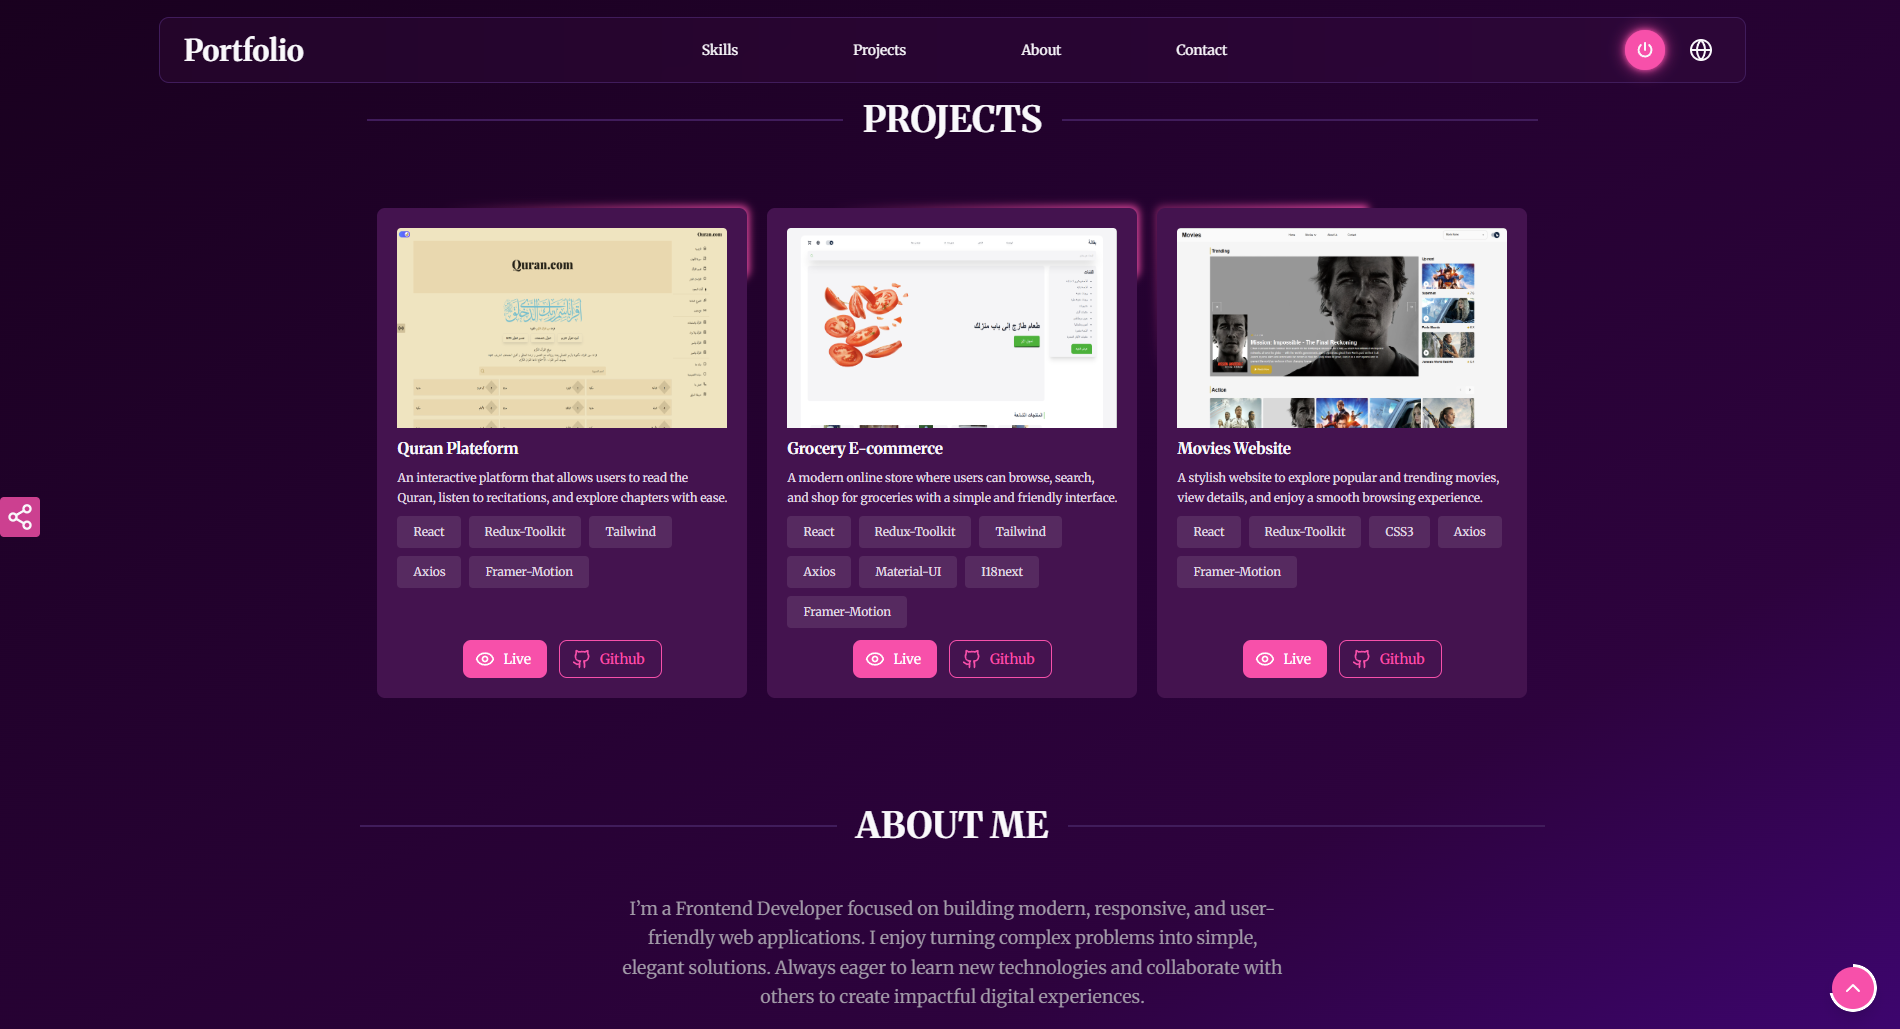 Portfolio
Skills
Projects
About
Contact
PROJECTS
Quran.com
Quran.com
طعام طازج إلى باب منزلك
Movies
Trending
Mission: Impossible - The Final Reckoning
Action
Quran Plateform
An interactive platform that allows users to read the
Quran, listen to recitations, and explore chapters with ease.
React
Redux-Toolkit
Tailwind
Axios
Framer-Motion
Live
Github
Grocery E-commerce
A modern online store where users can browse, search,
and shop for groceries with a simple and friendly interface.
React
Redux-Toolkit
Tailwind
Axios
Material-UI
I18next
Framer-Motion
Live
Github
Movies Website
A stylish website to explore popular and trending movies,
view details, and enjoy a smooth browsing experience.
React
Redux-Toolkit
CSS3
Axios
Framer-Motion
Live
Github
ABOUT ME
I’m a Frontend Developer focused on building modern, responsive, and user-
friendly web applications. I enjoy turning complex problems into simple,
elegant solutions. Always eager to learn new technologies and collaborate with
others to create impactful digital experiences.